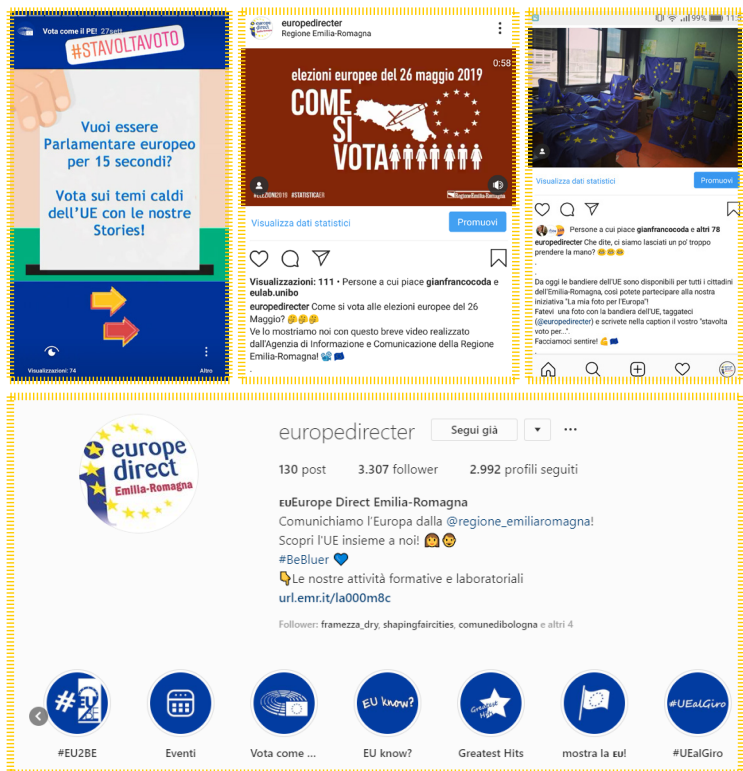 Vota come il PE! 27sett
#STAVOLTAVOTO
Vuoi essere
Parlamentare europeo
per 15 secondi?
Vota sui temi caldi
dell'UE con le nostre
Stories!
Visualizzazioni: 74
Altro
europe
direct
europedirecter
Regione Emilia-Romagna
0:58
elezioni europee del 26 maggio 2019
COME
SI
VOTA
#ELEZIONI2019 #STATISTICAER
RegioneEmilia-Romagna
Visualizza dati statistici
Promuovi
Visualizzazioni: 111 • Persone a cui piace gianfrancocoda e
eulab.unibo
europedirecter Come si vota alle elezioni europee del 26
Maggio? 🤔🤔🤔
Ve lo mostriamo noi con questo breve video realizzato
dall'Agenzia di Informazione e Comunicazione della Regione
Emilia-Romagna!
.
99% 11:5
Visualizza dati statistici
Promuovi
Persone a cui piace gianfrancocoda e altri 78
europedirecter Che dite, ci siamo lasciati un po' troppo
prendere la mano?
.
.
Da oggi le bandiere dell'UE sono disponibili per tutti i cittadini
dell'Emilia-Romagna, così potete partecipare alla nostra
iniziativa "La mia foto per l'Europa"!
Fatevi una foto con la bandiera dell'UE, taggateci
(@europedirecter) e scrivete nella caption il vostro "stavolta
voto per...".
Facciamoci sentire! 💪
.
europe
direct
Emilia-Romagna
europedirecter Segui già
130 post 3.307 follower 2.992 profili seguiti
EUEurope Direct Emilia-Romagna
Comunichiamo l'Europa dalla @regione_emiliaromagna!
Scopri l'UE insieme a noi!
#BeBluer 💙
👇Le nostre attività formative e laboratoriali
url.emr.it/la000m8c
Follower: framezza_dry, shapingfaircities, comunedibologna e altri 4
#EU2BE
EU know?
Greatest
Hits
#UEalGiro
#EU2BE Eventi Vota come ... EU know? Greatest Hits mostra la EU! #UEalGiro